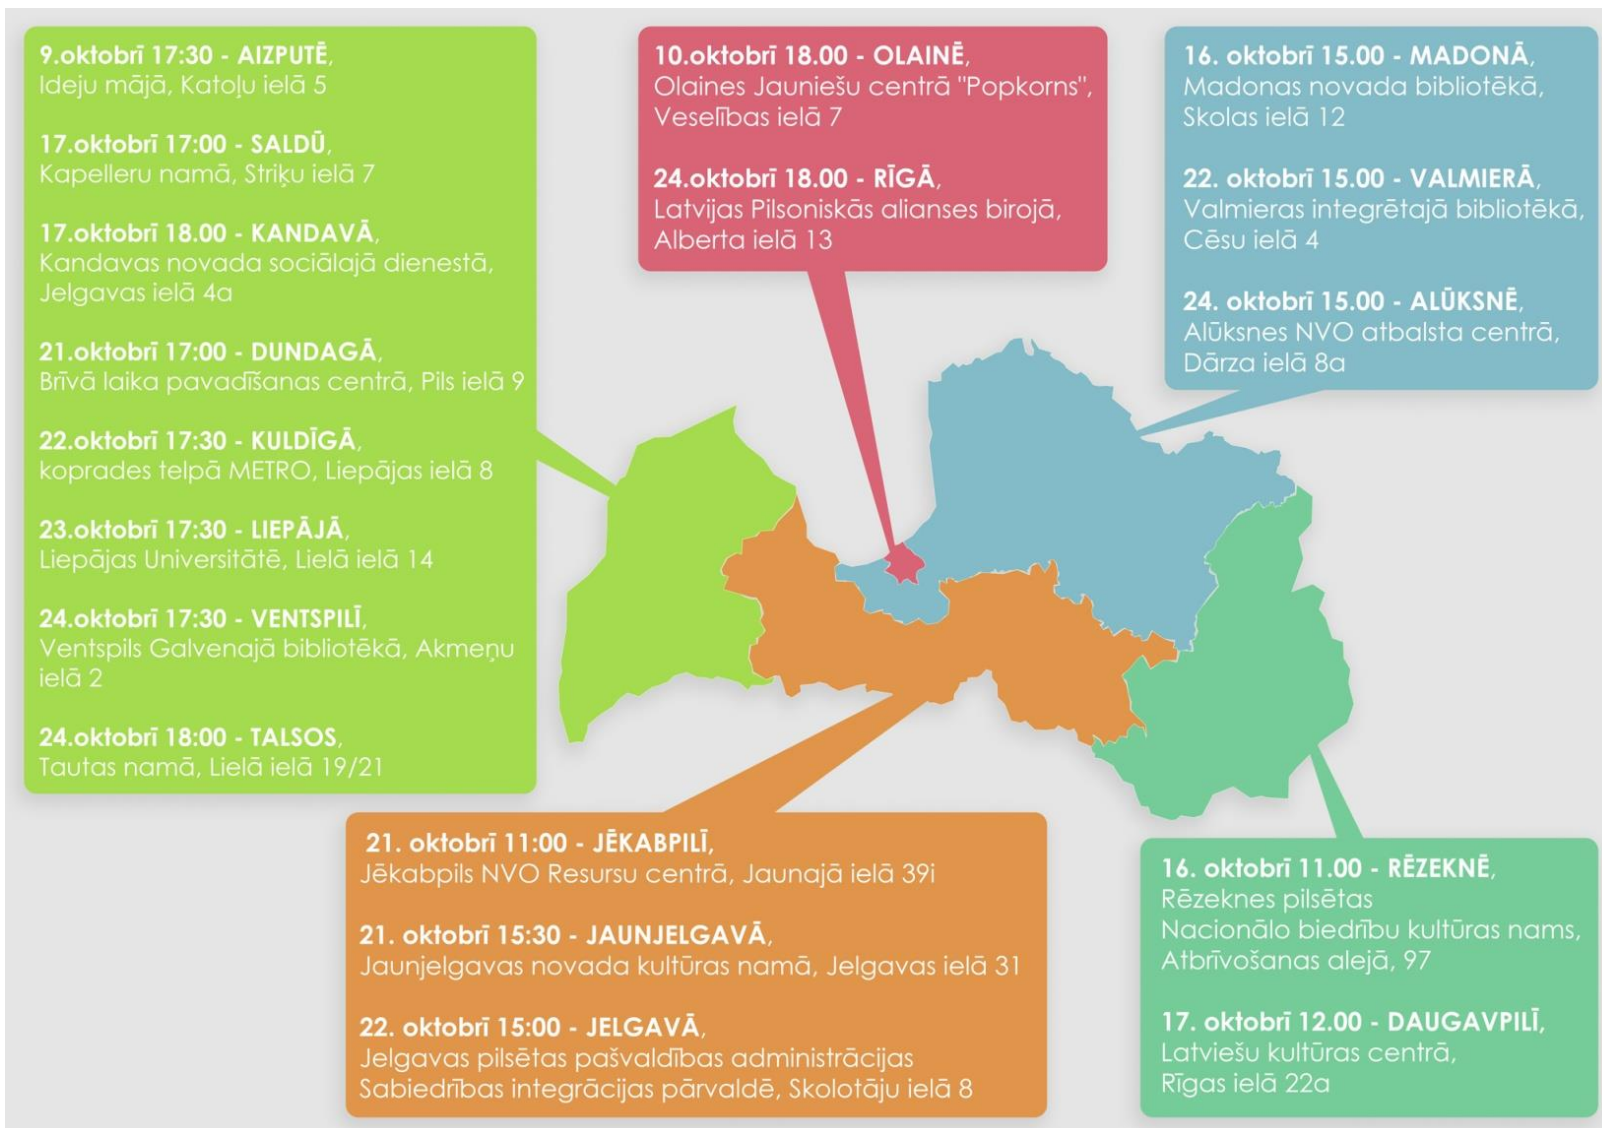 9.oktobrī 17:30 - AIZPUTĒ,
Ideju mājā, Katoļu ielā 5
17.oktobrī 17:00 - SALDŪ,
Kapelleru namā, Striķu ielā 7
17.oktobrī 18.00 - KANDAVĀ,
Kandavas novada sociālajā dienestā,
Jelgavas ielā 4a
21.oktobrī 17:00 - DUNDAGĀ,
Brīvā laika pavadīšanas centrā, Pils ielā 9
22.oktobrī 17:30 - KULDĪGĀ,
koprades telpā METRO, Liepājas ielā 8
23.oktobrī 17:30 - LIEPĀJĀ,
Liepājas Universitātē, Lielā ielā 14
24.oktobrī 17:30 - VENTSPILĪ,
Ventspils Galvenajā bibliotēkā, Akmeņu
ielā 2
24.oktobrī 18:00 - TALSOS,
Tautas namā, Lielā ielā 19/21
10.oktobrī 18.00 - OLAINĒ,
Olaines Jauniešu centrā "Popkorns",
Veselības ielā 7
24.oktobrī 18.00 - RĪGĀ,
Latvijas Pilsoniskās alianses birojā,
Alberta ielā 13
16. oktobrī 15.00 - MADONĀ,
Madonas novada bibliotēkā,
Skolas ielā 12
22. oktobrī 15.00 - VALMIERĀ,
Valmieras integrētajā bibliotēkā,
Cēsu ielā 4
24. oktobrī 15.00 - ALŪKSNĒ,
Alūksnes NVO atbalsta centrā,
Dārza ielā 8a
21. oktobrī 11:00 - JĒKABPILĪ,
Jēkabpils NVO Resursu centrā, Jaunajā ielā 39i
21. oktobrī 15:30 - JAUNJELGAVĀ,
Jaunjelgavas novada kultūras namā, Jelgavas ielā 31
22. oktobrī 15:00 - JELGAVĀ,
Jelgavas pilsētas pašvaldības administrācijas
Sabiedrības integrācijas pārvaldē, Skolotāju ielā 8
16. oktobrī 11.00 - RĒZEKNĒ,
Rēzeknes pilsētas
Nacionālo biedrību kultūras nams,
Atbrīvošanas alejā, 97
17. oktobrī 12.00 - DAUGAVPILĪ,
Latviešu kultūras centrā,
Rīgas ielā 22a